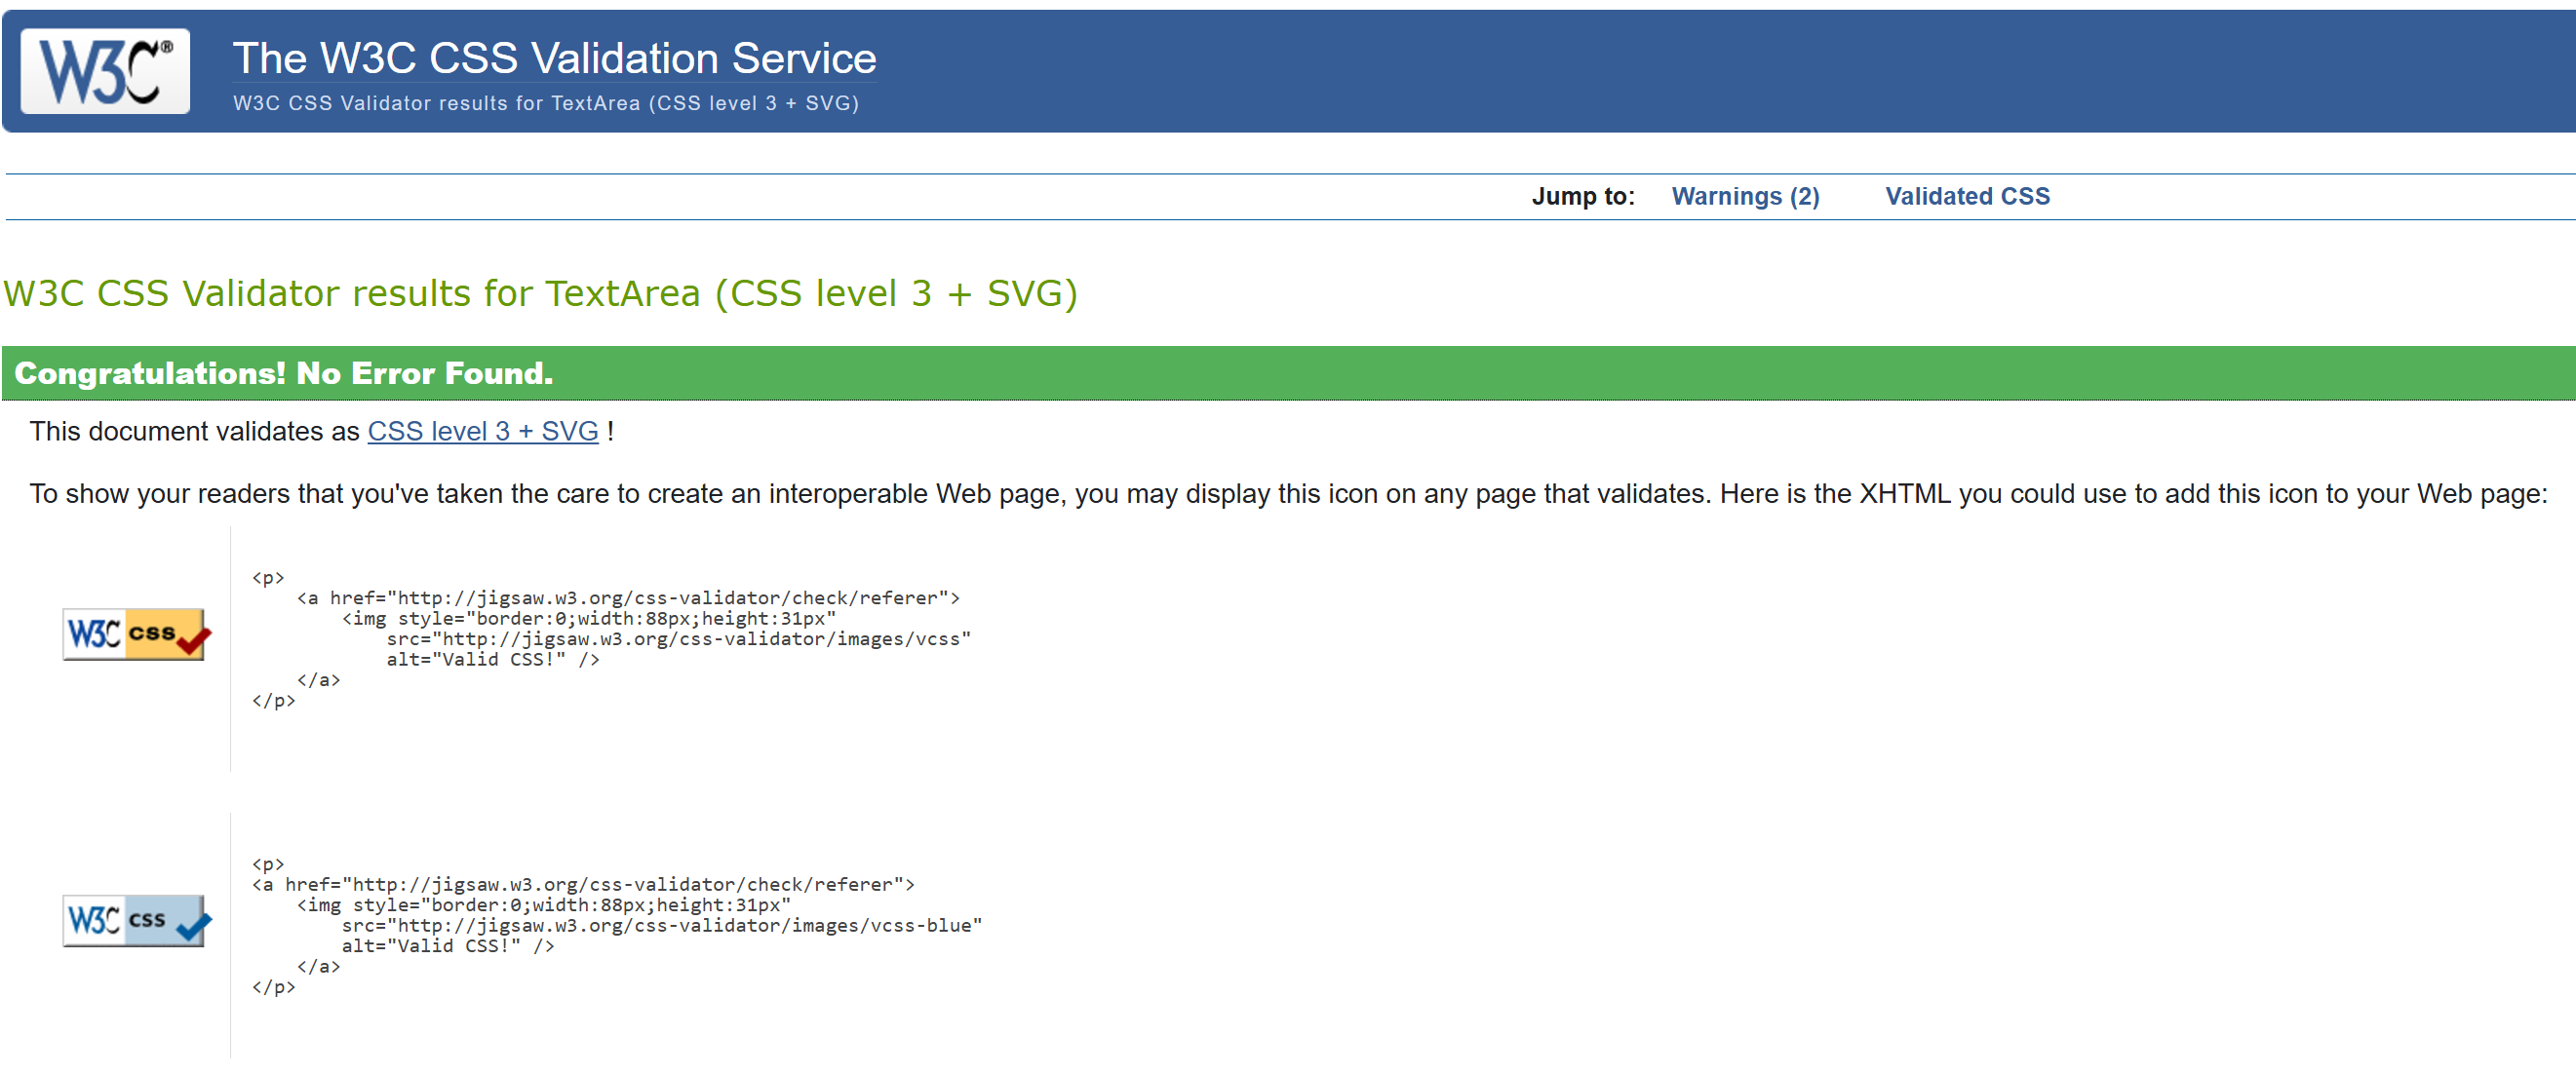 W3C®
The W3C CSS Validation Service
W3C CSS Validator results for TextArea (CSS level 3 + SVG)
Jump to: Warnings (2) Validated CSS
W3C CSS Validator results for TextArea (CSS level 3 + SVG)
Congratulations! No Error Found.
This document validates as CSS level 3 + SVG !
To show your readers that you've taken the care to create an interoperable Web page, you may display this icon on any page that validates. Here is the XHTML you could use to add this icon to your Web page:
W3C css
<p>
    <a href="http://jigsaw.w3.org/css-validator/check/referer">
        <img style="border:0;width:88px;height:31px"
            src="http://jigsaw.w3.org/css-validator/images/vcss"
            alt="Valid CSS!" />
    </a>
</p>
W3C css
<p>
<a href="http://jigsaw.w3.org/css-validator/check/referer">
    <img style="border:0;width:88px;height:31px"
        src="http://jigsaw.w3.org/css-validator/images/vcss-blue"
        alt="Valid CSS!" />
    </a>
</p>